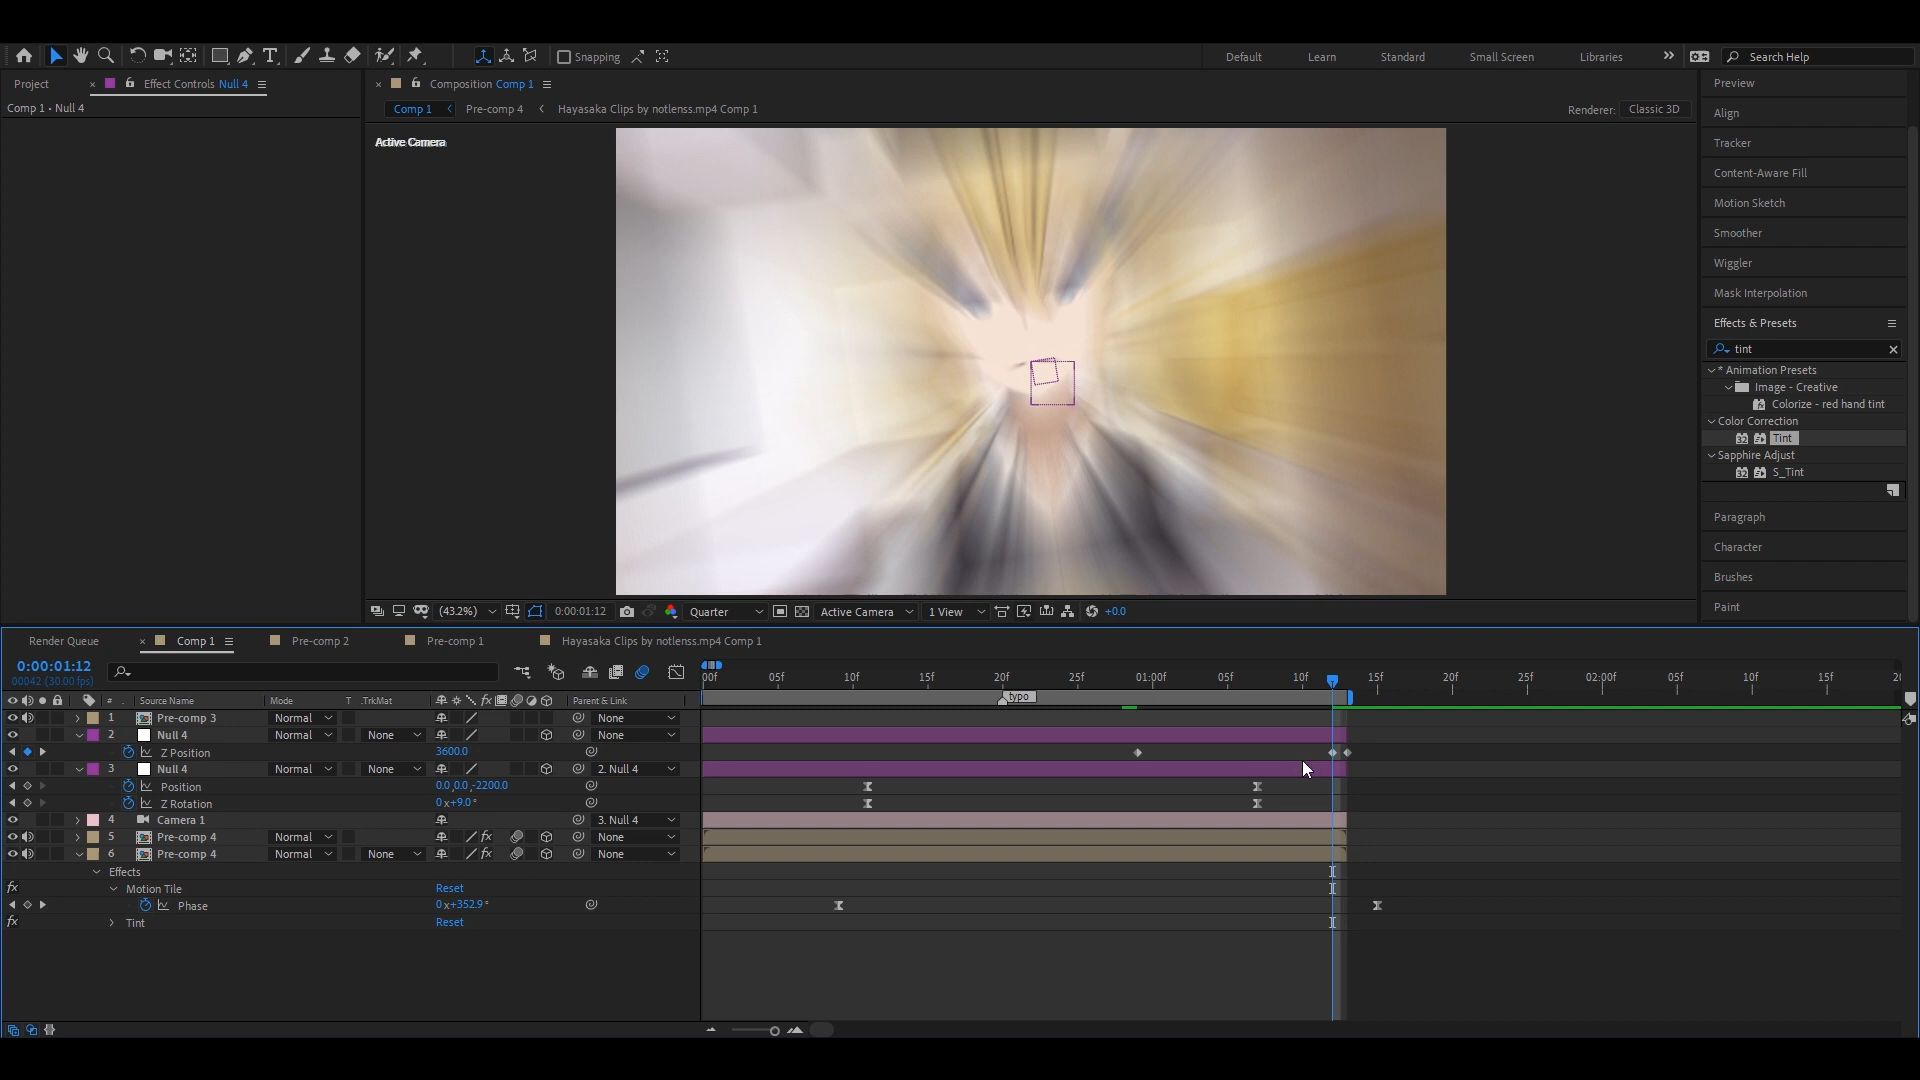 Snapping
Default
Learn
Standard
Small Screen
Libraries
Search Help
Project
Effect Controls Null 4
Composition Comp 1
Preview
Comp 1 • Null 4
Comp 1
Pre-comp 4
Hayasaka Clips by notlenss.mp4 Comp 1
Renderer:
Classic 3D
Align
Active Camera
Tracker
Content-Aware Fill
Motion Sketch
Smoother
Wiggler
Mask Interpolation
Effects & Presets
tint
* Animation Presets
Image - Creative
Colorize - red hand tint
Color Correction
32 Tint
Sapphire Adjust
32 S_Tint
Paragraph
Character
Brushes
Paint
(43.2%)
0:00:01:12
Quarter
Active Camera
1 View
+0.0
Render Queue
Comp 1
Pre-comp 2
Pre-comp 1
Hayasaka Clips by notlenss.mp4 Comp 1
0:00:01:12
00042 (30.00 fps)
00f 05f 10f 15f 20f 25f 01:00f 05f 10f 15f 20f 25f 02:00f 05f 10f 15f
typo
# . Source Name Mode T .TrkMat fx Parent & Link
1 Pre-comp 3 Normal None
2 Null 4 Normal None None
Z Position 3600.0
3 Null 4 Normal None 2. Null 4
Position 0.0,0.0,-2200.0
Z Rotation 0x+9.0°
4 Camera 1 3. Null 4
5 Pre-comp 4 Normal fx None
6 Pre-comp 4 Normal None fx None
Effects
fx Motion Tile Reset
Phase 0x+352.9°
fx Tint Reset